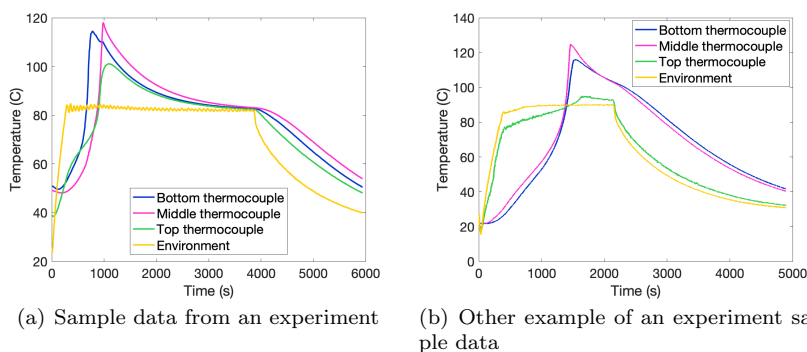 120
100
80
60
40
20
Temperature (C)
0 1000 2000 3000 4000 5000 6000
Time (s)
Bottom thermocouple
Middle thermocouple
Top thermocouple
Environment
(a) Sample data from an experiment
140
120
100
80
60
40
20
0
Temperature (C)
0 1000 2000 3000 4000 5000
Time (s)
Bottom thermocouple
Middle thermocouple
Top thermocouple
Environment
(b) Other example of an experiment sa
ple data